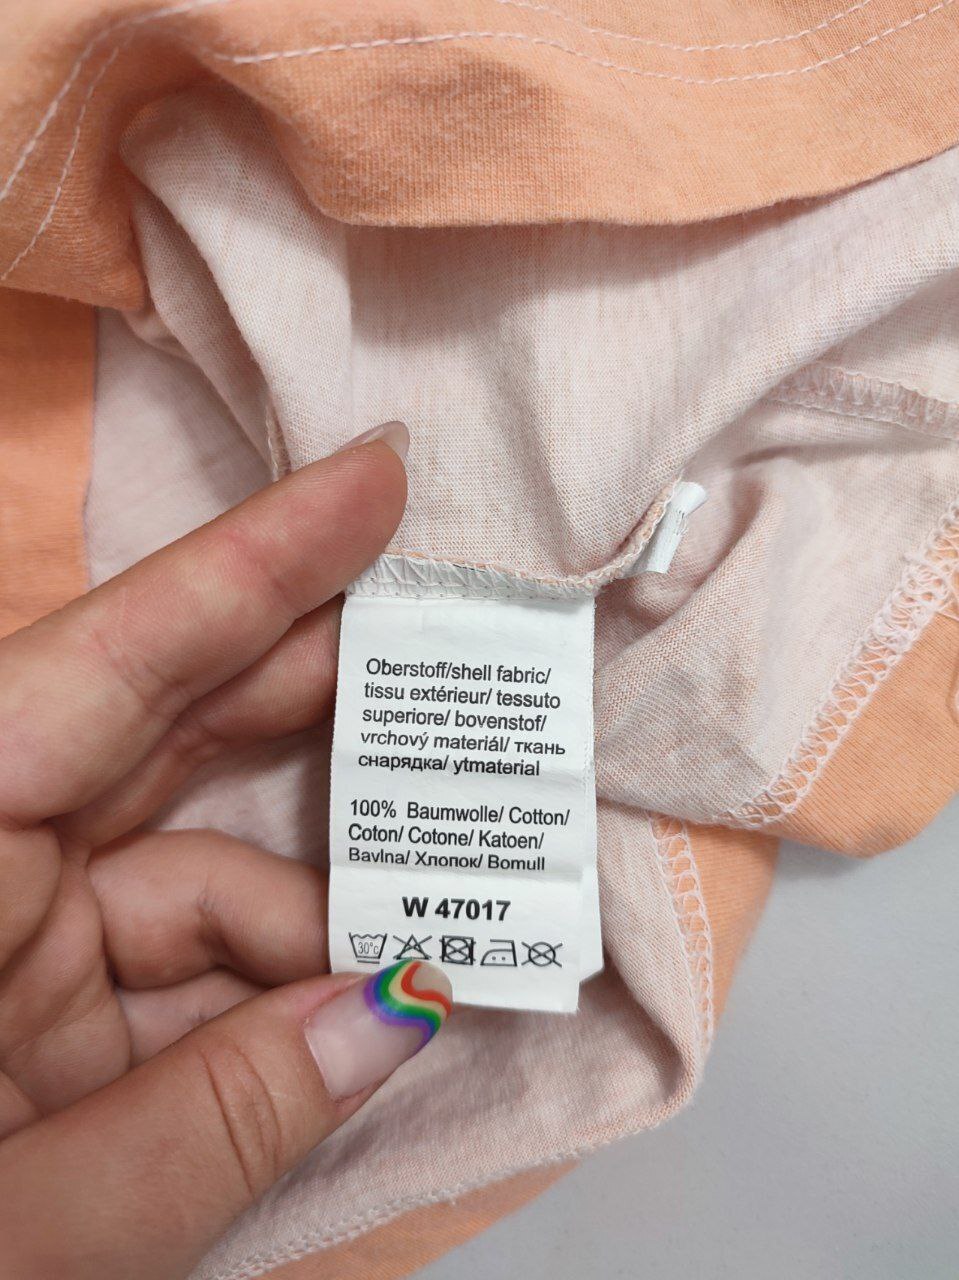 Oberstoff/shell fabric/
tissu extérieur/ tessuto
superiore/ bovenstof/
vrchový materiál/ ткань
снарядка/ ytmaterial
100% Baumwolle/ Cotton/
Coton/ Cotone/ Katoen/
Bavlna/ Хлопок/ Bomull
W 47017
30°c